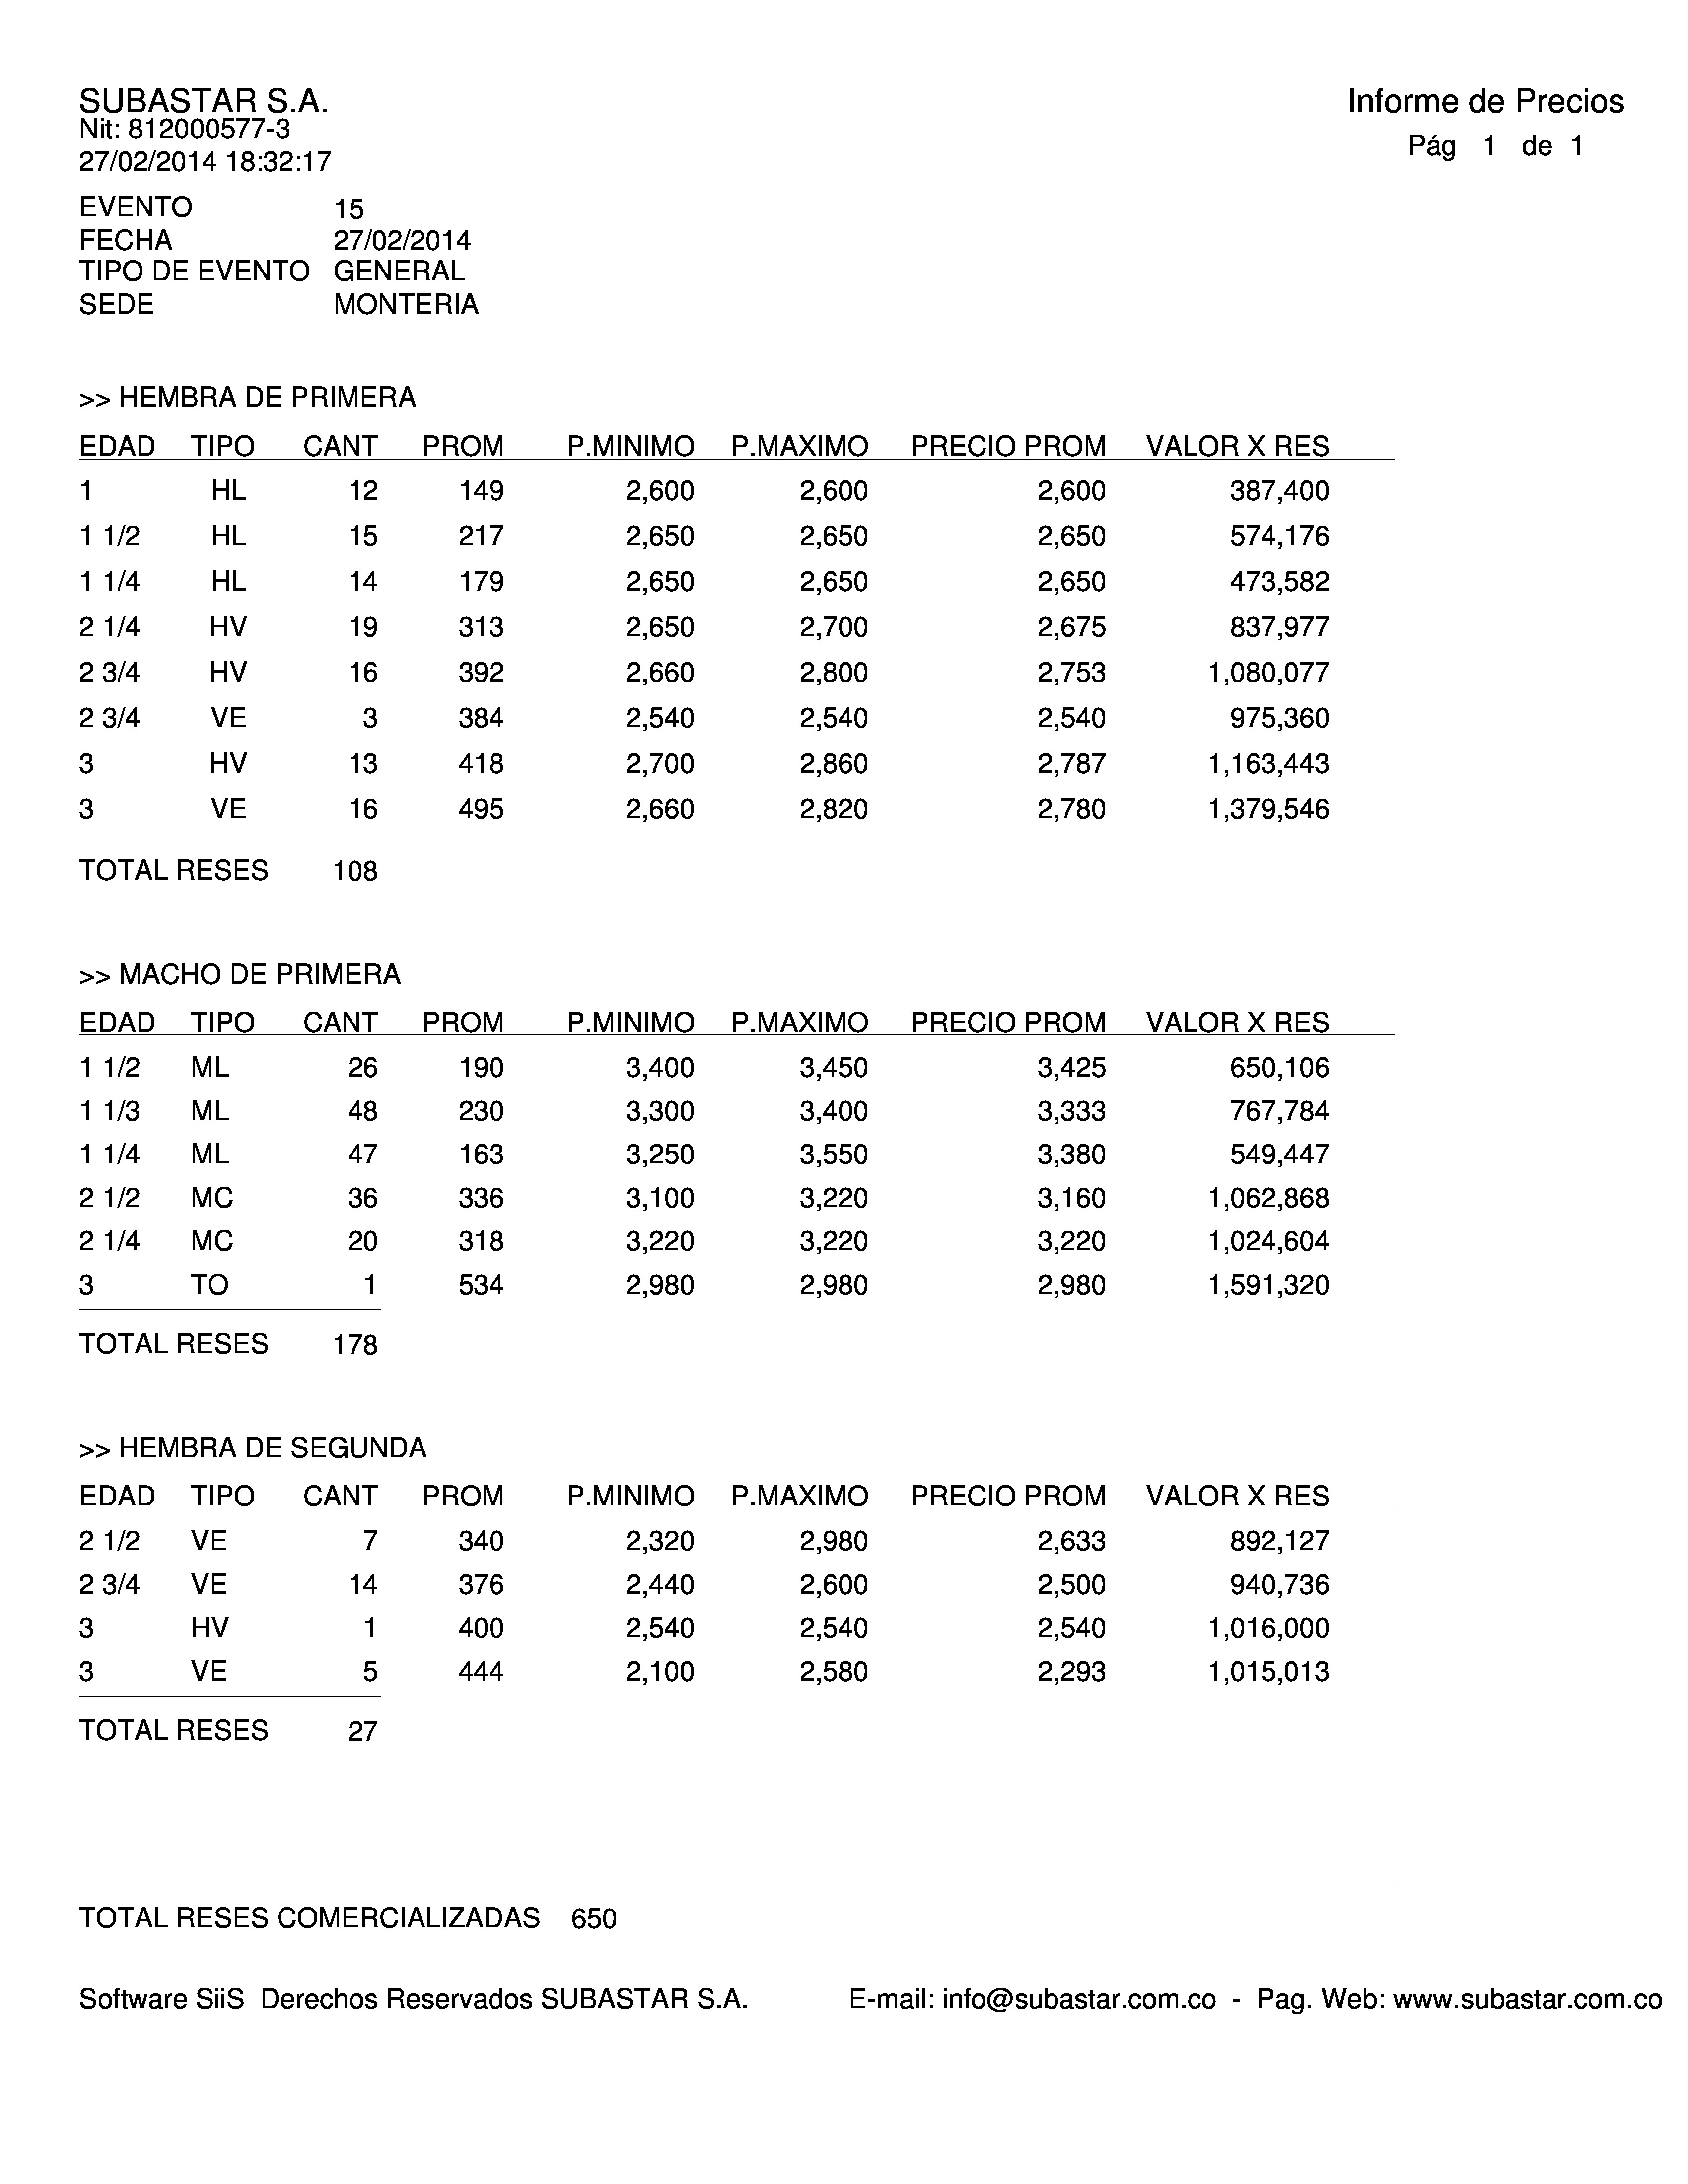 SUBASTAR S.A. Informe de Precios
Nit: 812000577-3
27/02/2014 18:32:17 Pág 1 de 1
EVENTO 15
FECHA 27/02/2014
TIPO DE EVENTO GENERAL
SEDE MONTERIA
>> HEMBRA DE PRIMERA
EDAD TIPO CANT PROM P.MINIMO P.MAXIMO PRECIO PROM VALOR X RES
1 HL 12 149 2,600 2,600 2,600 387,400
1 1/2 HL 15 217 2,650 2,650 2,650 574,176
1 1/4 HL 14 179 2,650 2,650 2,650 473,582
2 1/4 HV 19 313 2,650 2,700 2,675 837,977
2 3/4 HV 16 392 2,660 2,800 2,753 1,080,077
2 3/4 VE 3 384 2,540 2,540 2,540 975,360
3 HV 13 418 2,700 2,860 2,787 1,163,443
3 VE 16 495 2,660 2,820 2,780 1,379,546
TOTAL RESES 108
>> MACHO DE PRIMERA
EDAD TIPO CANT PROM P.MINIMO P.MAXIMO PRECIO PROM VALOR X RES
1 1/2 ML 26 190 3,400 3,450 3,425 650,106
1 1/3 ML 48 230 3,300 3,400 3,333 767,784
1 1/4 ML 47 163 3,250 3,550 3,380 549,447
2 1/2 MC 36 336 3,100 3,220 3,160 1,062,868
2 1/4 MC 20 318 3,220 3,220 3,220 1,024,604
3 TO 1 534 2,980 2,980 2,980 1,591,320
TOTAL RESES 178
>> HEMBRA DE SEGUNDA
EDAD TIPO CANT PROM P.MINIMO P.MAXIMO PRECIO PROM VALOR X RES
2 1/2 VE 7 340 2,320 2,980 2,633 892,127
2 3/4 VE 14 376 2,440 2,600 2,500 940,736
3 HV 1 400 2,540 2,540 2,540 1,016,000
3 VE 5 444 2,100 2,580 2,293 1,015,013
TOTAL RESES 27
TOTAL RESES COMERCIALIZADAS 650
Software SiiS Derechos Reservados SUBASTAR S.A. E-mail: info@subastar.com.co - Pag. Web: www.subastar.com.co